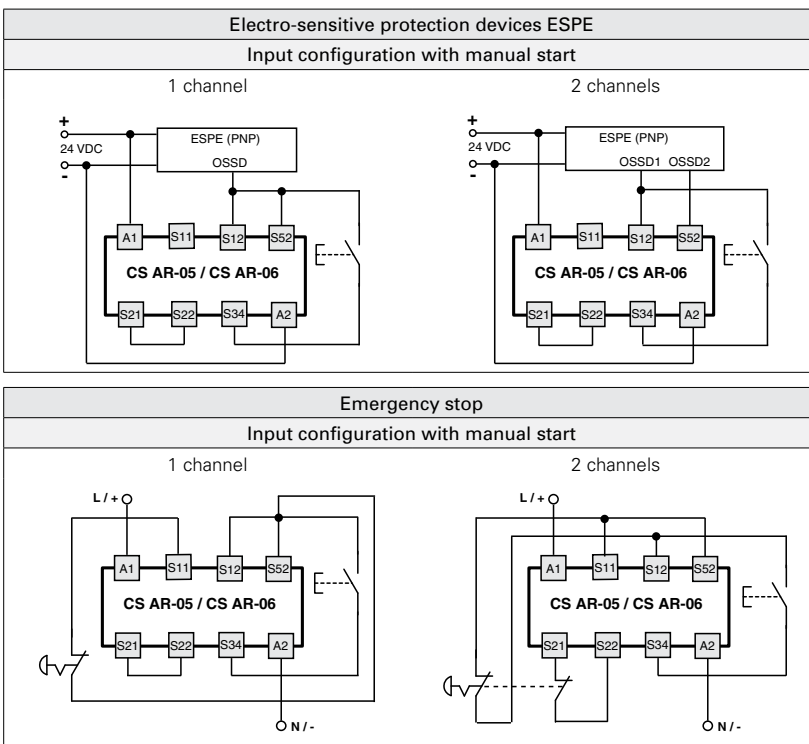 Electro-sensitive protection devices ESPE
Input configuration with manual start
1 channel
2 channels
+
24 VDC
-
ESPE (PNP)
OSSD
A1 S11 S12 S52
CS AR-05 / CS AR-06
S21 S22 S34 A2
+
24 VDC
-
ESPE (PNP)
OSSD1 OSSD2
A1 S11 S12 S52
CS AR-05 / CS AR-06
S21 S22 S34 A2
Emergency stop
Input configuration with manual start
1 channel
2 channels
L / +
A1 S11 S12 S52
CS AR-05 / CS AR-06
S21 S22 S34 A2
N / -
L / +
A1 S11 S12 S52
CS AR-05 / CS AR-06
S21 S22 S34 A2
N / -